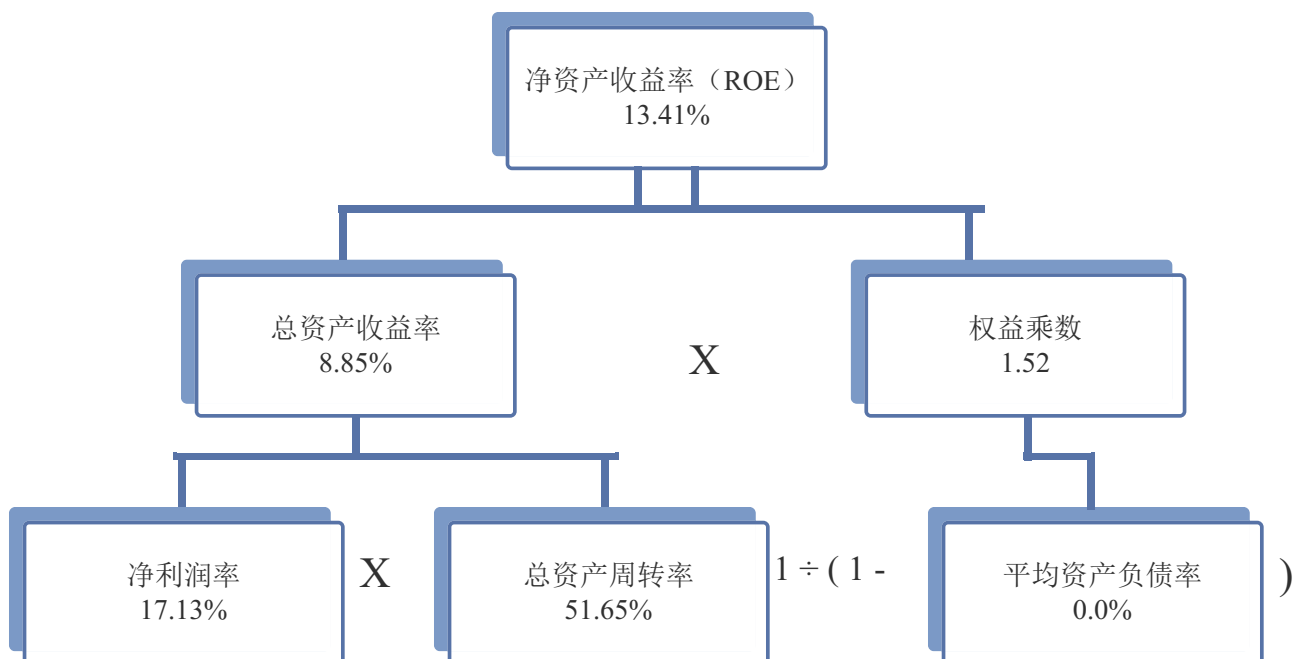 净资产收益率（ROE）
13.41%
总资产收益率
8.85%
X
权益乘数
1.52
净利润率
17.13%
X
总资产周转率
51.65%
1 ÷ ( 1 -
平均资产负债率
0.0%
)